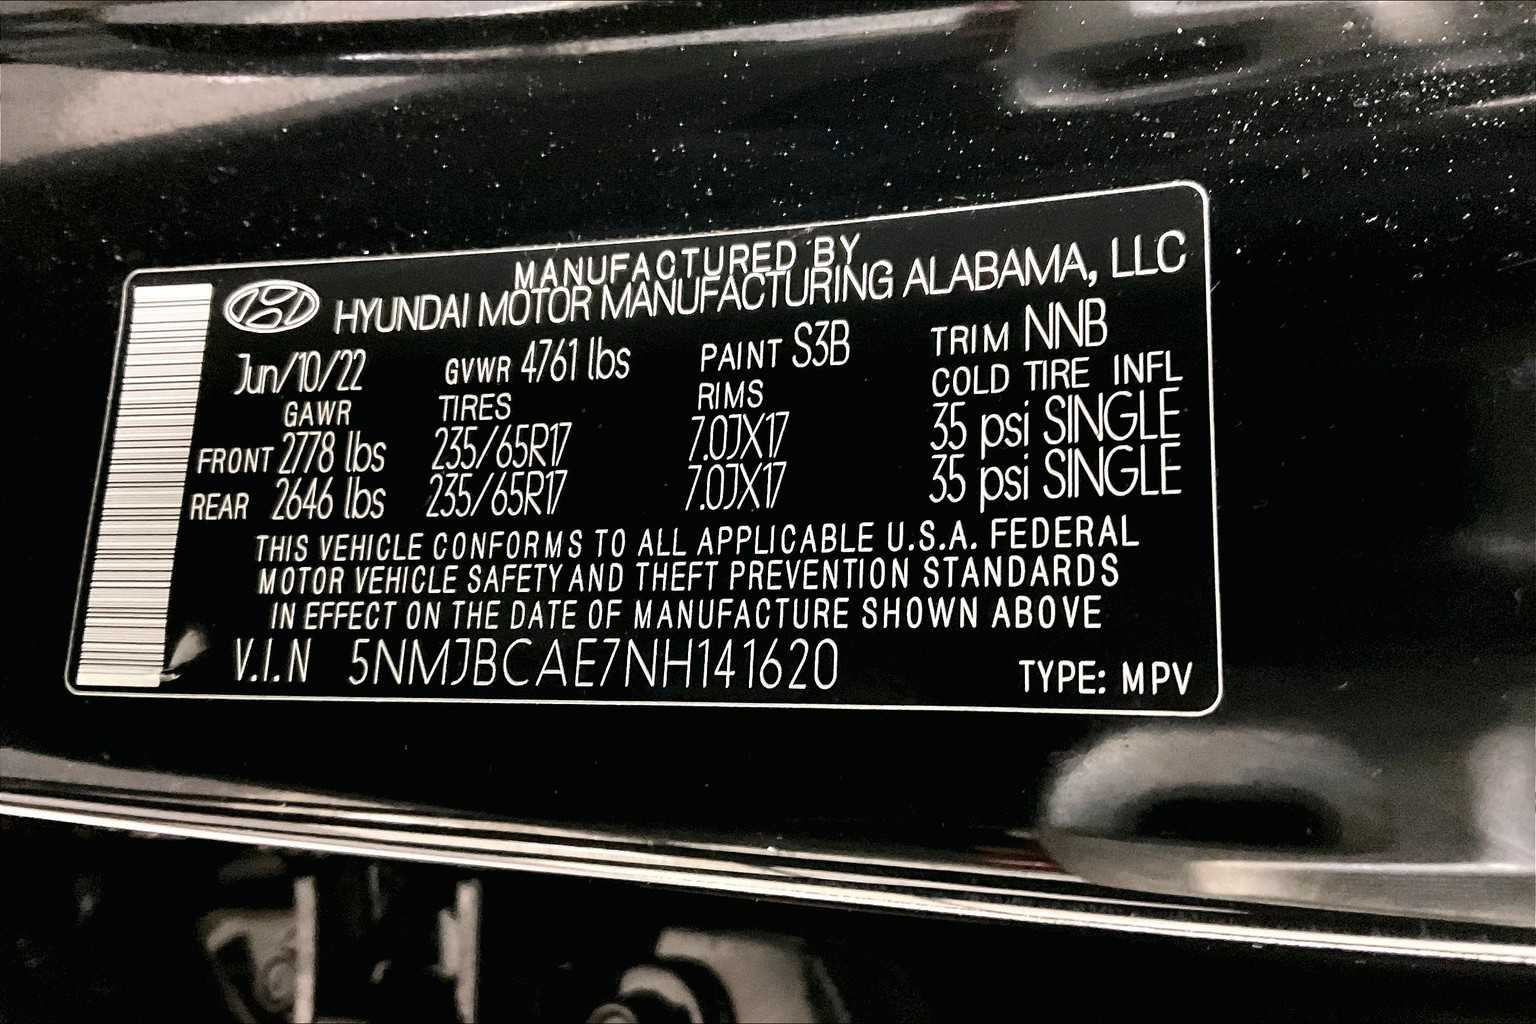 MANUFACTURED BY
HYUNDAI MOTOR MANUFACTURING ALABAMA, LLC
Jun/10/22 GVWR 4761 lbs PAINT S3B TRIM NNB
GAWR TIRES RIMS COLD TIRE INFL
FRONT 2778 lbs 235/65R17 7.0JX17 35 psi SINGLE
REAR 2646 lbs 235/65R17 7.0JX17 35 psi SINGLE
THIS VEHICLE CONFORMS TO ALL APPLICABLE U.S.A. FEDERAL
MOTOR VEHICLE SAFETY AND THEFT PREVENTION STANDARDS
IN EFFECT ON THE DATE OF MANUFACTURE SHOWN ABOVE
V.I.N 5NMJBCAE7NH141620 TYPE: MPV